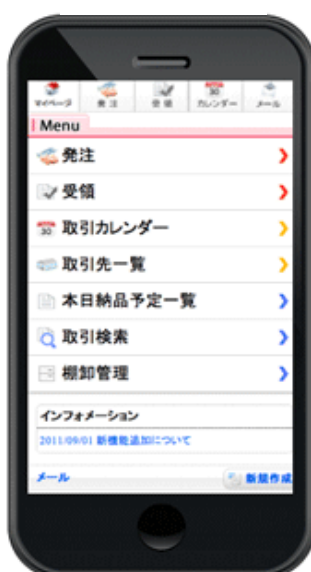 マイページ 発注 受領 30 カレンダー メール
Menu
発注
受領
30 取引カレンダー
取引先一覧
本日納品予定一覧
取引検索
棚卸管理
インフォメーション
2011/09/01 新機能追加について
メール 新規作成